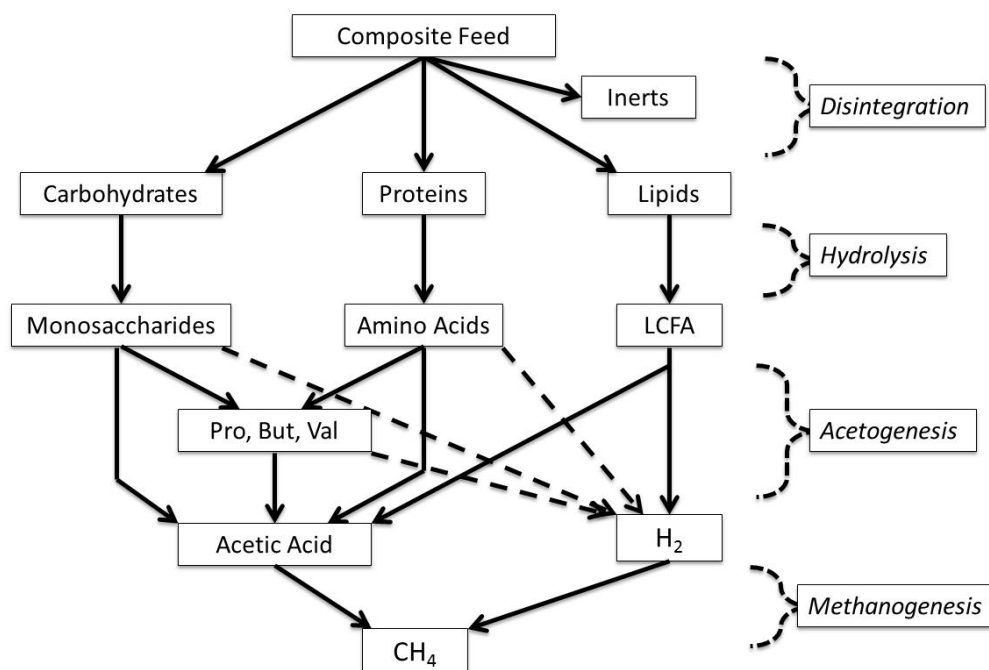 Composite Feed
Inerts
Disintegration
Carbohydrates
Proteins
Lipids
Hydrolysis
Monosaccharides
Amino Acids
LCFA
Pro, But, Val
Acetogenesis
Acetic Acid
H₂
Methanogenesis
CH₄